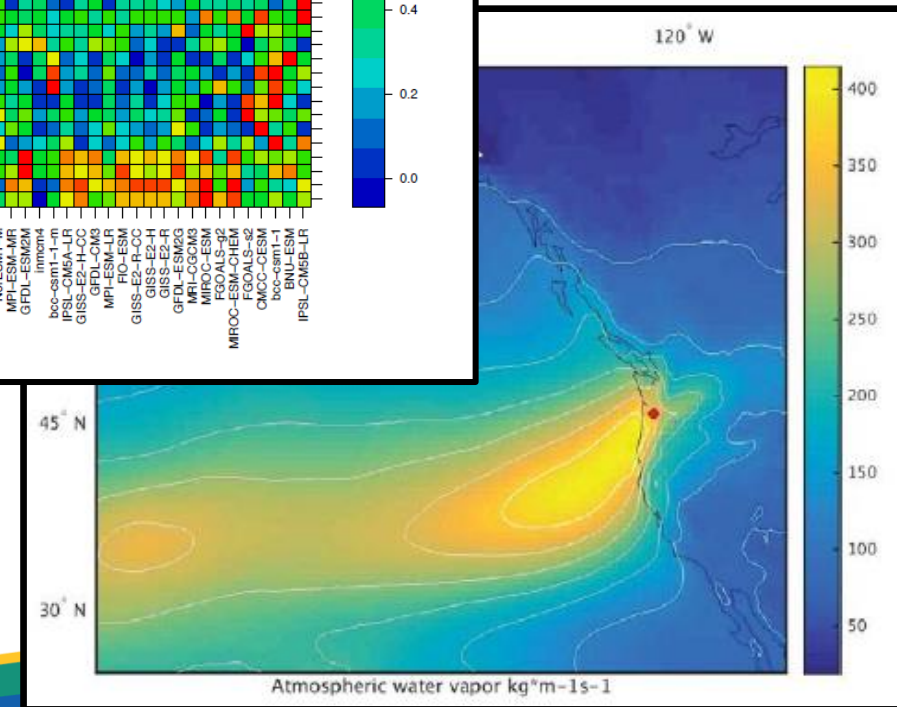 0.4
0.2
0.0
MPI-ESM-MR
GFDL-ESM2M
inmcm4
bcc-csm1-1-m
IPSL-CM5A-LR
GISS-E2-H-CC
GFDL-CM3
MPI-ESM-LR
FIO-ESM
GISS-E2-R-CC
GISS-E2-H
GISS-E2-R
GFDL-ESM2G
MRI-CGCM3
MIROC-ESM
FGOALS-g2
MIROC-ESM-CHEM
FGOALS-s2
CMCC-CESM
bcc-csm1-1
BNU-ESM
IPSL-CM5B-LR
120° W
400
350
300
250
200
150
100
50
45° N
30° N
Atmospheric water vapor kg*m-1s-1